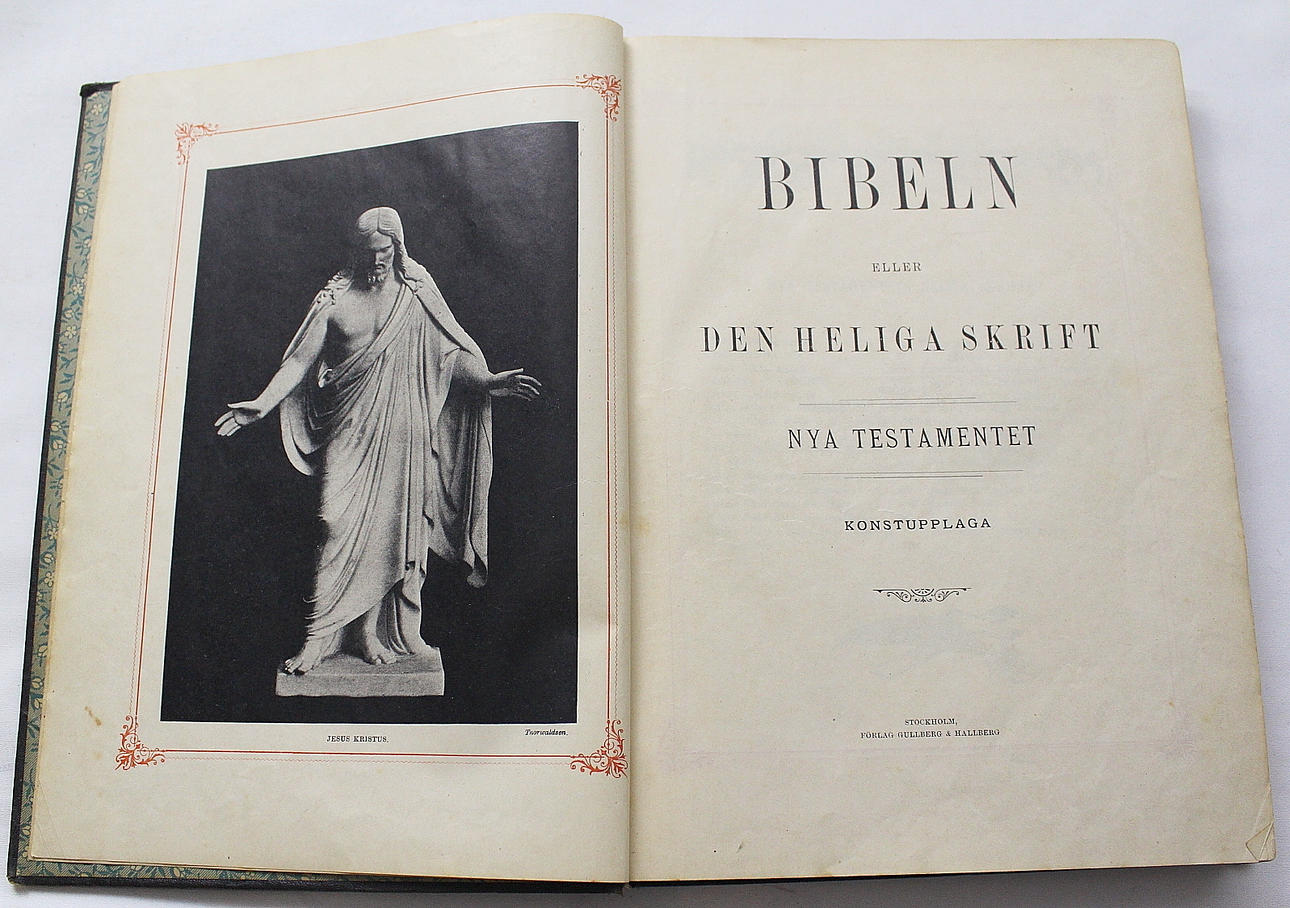 JESUS KRISTUS.
Thorwaldsen.
BIBELN
ELLER
DEN HELIGA SKRIFT
NYA TESTAMENTET
KONSTUPPLAGA
STOCKHOLM,
FÖRLAG GULLBERG & HALLBERG